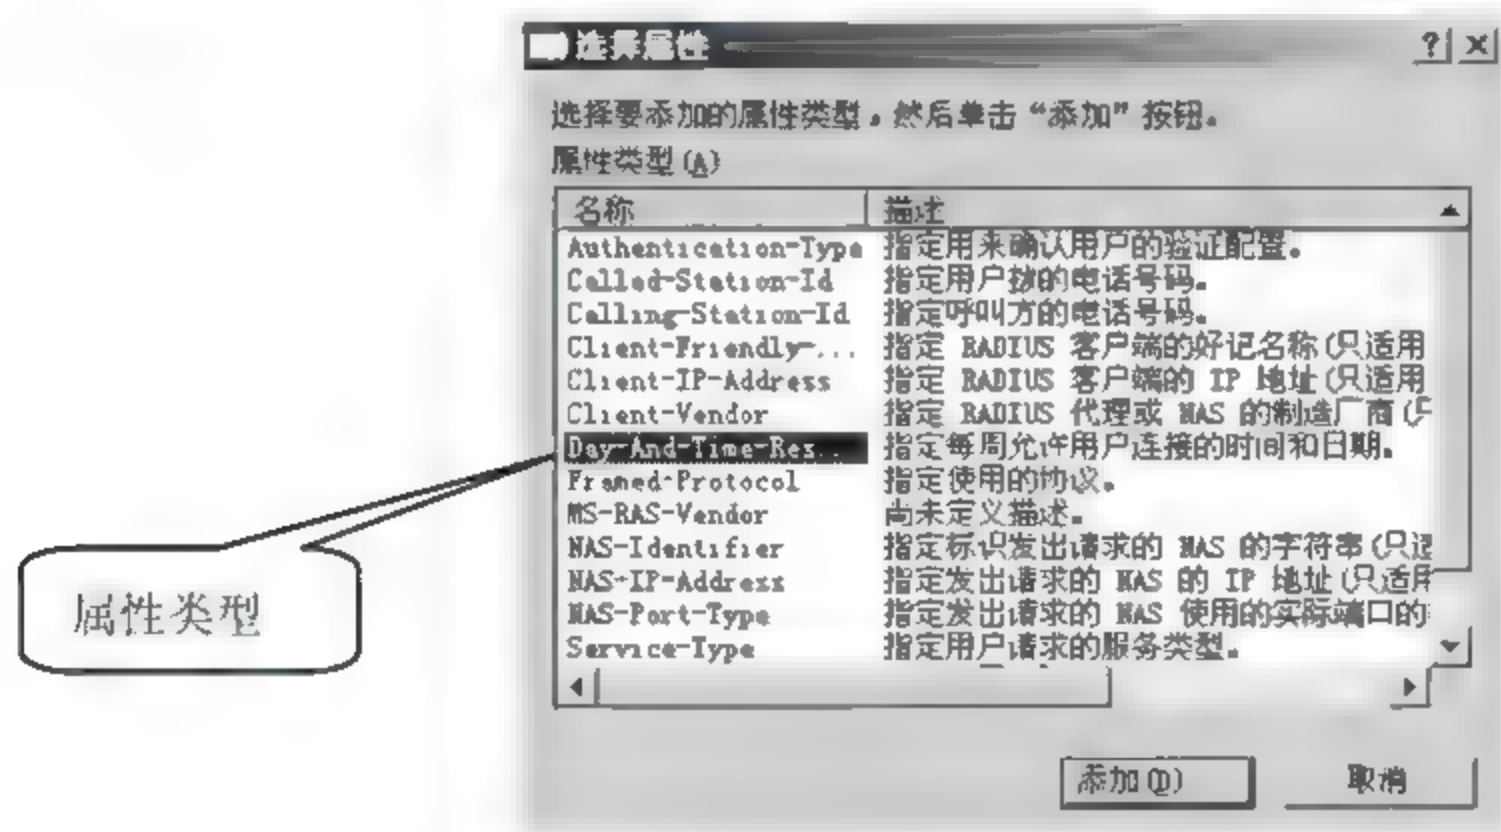 选择属性
选择要添加的属性类型，然后单击“添加”按钮。
属性类型(A)
名称 描述
Authentication-Type 指定用来确认用户的验证配置。
Called-Station-Id 指定用户拨的电话号码。
Calling-Station-Id 指定呼叫方的电话号码。
Client-Friendly-... 指定 RADIUS 客户端的好记名称(只适用
Client-IP-Address 指定 RADIUS 客户端的 IP 地址(只适用
Client-Vendor 指定 RADIUS 代理或 NAS 的制造厂商(只
Day-And-Time-Res... 指定每周允许用户连接的时间和日期。
Framed-Protocol 指定使用的协议。
MS-RAS-Vendor 尚未定义描述。
NAS-Identifier 指定标识发出请求的 NAS 的字符串(只适
NAS-IP-Address 指定发出请求的 NAS 的 IP 地址(只适用
NAS-Port-Type 指定发出请求的 NAS 使用的实际端口的
Service-Type 指定用户请求的服务类型。
属性类型
添加(D) 取消